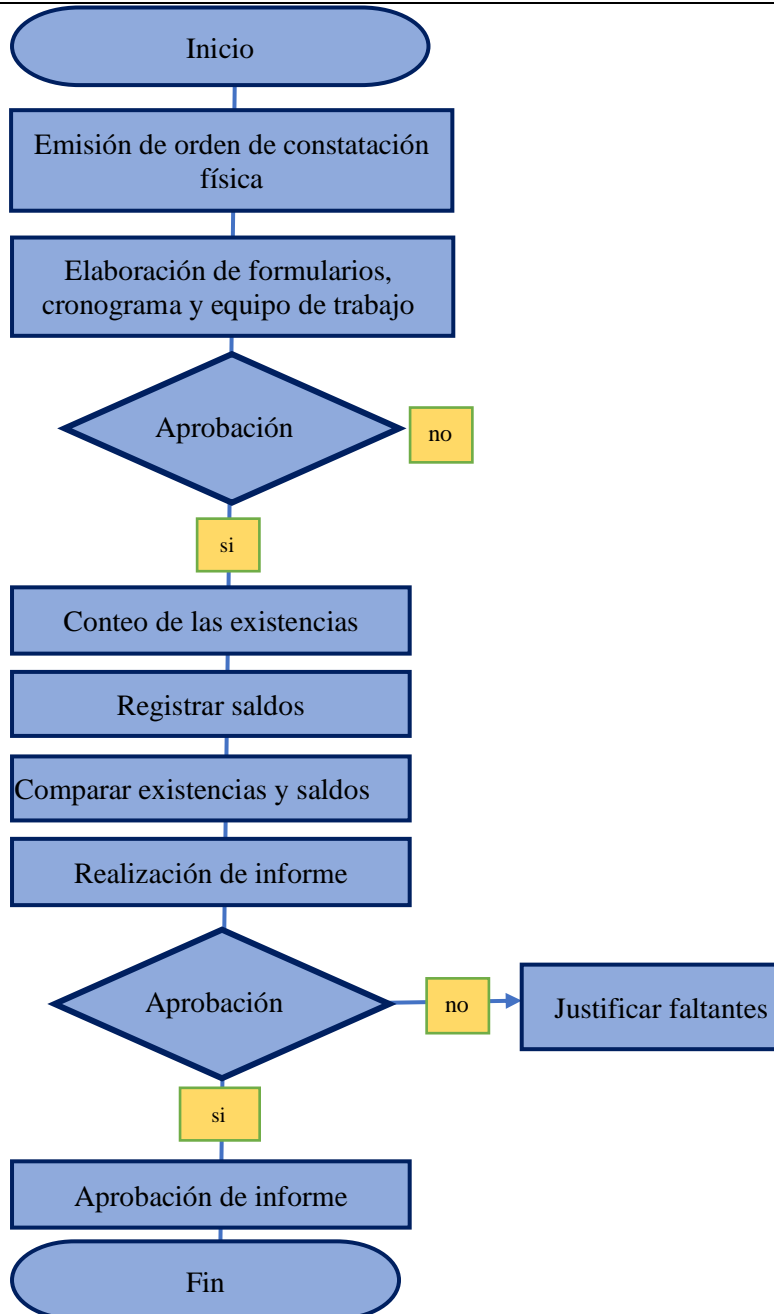 Inicio
Emisión de orden de constatación
física
Elaboración de formularios,
cronograma y equipo de trabajo
Aprobación
no
si
Conteo de las existencias
Registrar saldos
Comparar existencias y saldos
Realización de informe
Aprobación
no
Justificar faltantes
si
Aprobación de informe
Fin